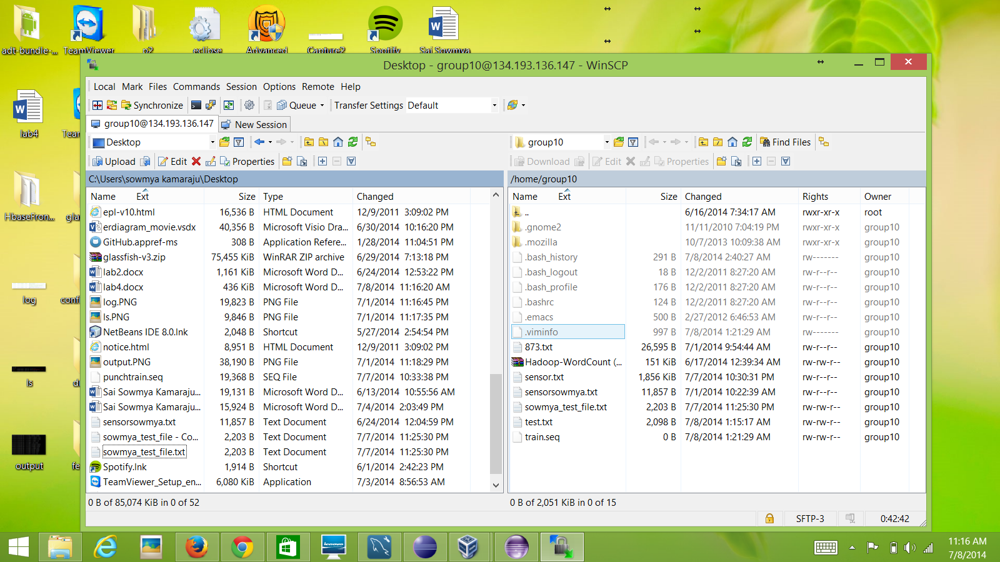 adt-bundle-...
TeamViewer
p2
eclipse
Advanced
Capture2
Spotify
Sai Sowmya
lab4
Team
HbaseFron...
gla
log
conf
ls
output
fe
Desktop - group10@134.193.136.147 - WinSCP
Local Mark Files Commands Session Options Remote Help
Synchronize Queue Transfer Settings Default
group10@134.193.136.147 New Session
Desktop
Upload Edit Properties
C:\Users\sowmya kamaraju\Desktop
Name Ext Size Type Changed
epl-v10.html 16,536 B HTML Document 12/9/2011 3:09:02 PM
erdiagram_movie.vsdx 40,356 B Microsoft Visio Dra... 6/30/2014 10:16:20 PM
GitHub.appref-ms 308 B Application Refere... 1/28/2014 11:04:51 PM
glassfish-v3.zip 75,455 KiB WinRAR ZIP archive 6/29/2014 7:13:18 PM
lab2.docx 1,161 KiB Microsoft Word D... 6/24/2014 12:53:22 PM
lab4.docx 436 KiB Microsoft Word D... 7/8/2014 11:16:20 AM
log.PNG 19,823 B PNG File 7/1/2014 11:16:45 PM
ls.PNG 9,846 B PNG File 7/1/2014 11:17:35 PM
NetBeans IDE 8.0.lnk 2,048 B Shortcut 5/27/2014 2:54:54 PM
notice.html 8,951 B HTML Document 12/9/2011 3:09:02 PM
output.PNG 38,190 B PNG File 7/1/2014 11:18:29 PM
punchtrain.seq 19,368 B SEQ File 7/7/2014 10:33:38 PM
Sai Sowmya Kamaraju... 19,131 B Microsoft Word D... 6/13/2014 10:55:56 AM
Sai Sowmya Kamaraju... 15,924 B Microsoft Word D... 7/4/2014 2:03:49 PM
sensorsowmya.txt 11,857 B Text Document 6/24/2014 12:04:59 PM
sowmya_test_file - Co... 2,203 B Text Document 7/7/2014 11:25:30 PM
sowmya_test_file.txt 2,203 B Text Document 7/7/2014 11:25:30 PM
Spotify.lnk 1,914 B Shortcut 6/1/2014 2:42:23 PM
TeamViewer_Setup_en... 6,080 KiB Application 7/3/2014 8:56:53 AM
0 B of 85,074 KiB in 0 of 52
group10 Find Files
Download Edit Properties
/home/group10
Name Ext Size Changed Rights Owner
.. 6/16/2014 7:34:17 AM rwxr-xr-x root
.gnome2 11/11/2010 7:04:19 PM rwxr-xr-x group10
.mozilla 10/7/2013 10:09:38 AM rwxr-xr-x group10
.bash_history 291 B 7/8/2014 2:40:27 AM rw------- group10
.bash_logout 18 B 12/2/2011 8:27:20 AM rw-r--r-- group10
.bash_profile 176 B 12/2/2011 8:27:20 AM rw-r--r-- group10
.bashrc 124 B 12/2/2011 8:27:20 AM rw-r--r-- group10
.emacs 500 B 2/27/2012 6:46:53 AM rw-r--r-- group10
.viminfo 997 B 7/8/2014 1:21:29 AM rw------- group10
873.txt 26,595 B 7/1/2014 9:54:44 AM rw-r--r-- group10
Hadoop-WordCount (... 151 KiB 6/17/2014 12:39:34 AM rw-rw-r-- group10
sensor.txt 1,856 KiB 7/7/2014 10:30:31 PM rw-r--r-- group10
sensorsowmya.txt 11,857 B 7/1/2014 10:22:39 AM rw-r--r-- group10
sowmya_test_file.txt 2,203 B 7/7/2014 11:25:30 PM rw-r--r-- group10
test.txt 2,098 B 7/8/2014 1:15:17 AM rw-rw-r-- group10
train.seq 0 B 7/8/2014 1:21:29 AM rw-rw-r-- group10
0 B of 2,051 KiB in 0 of 15
SFTP-3 0:42:42
lenovo
11:16 AM
7/8/2014